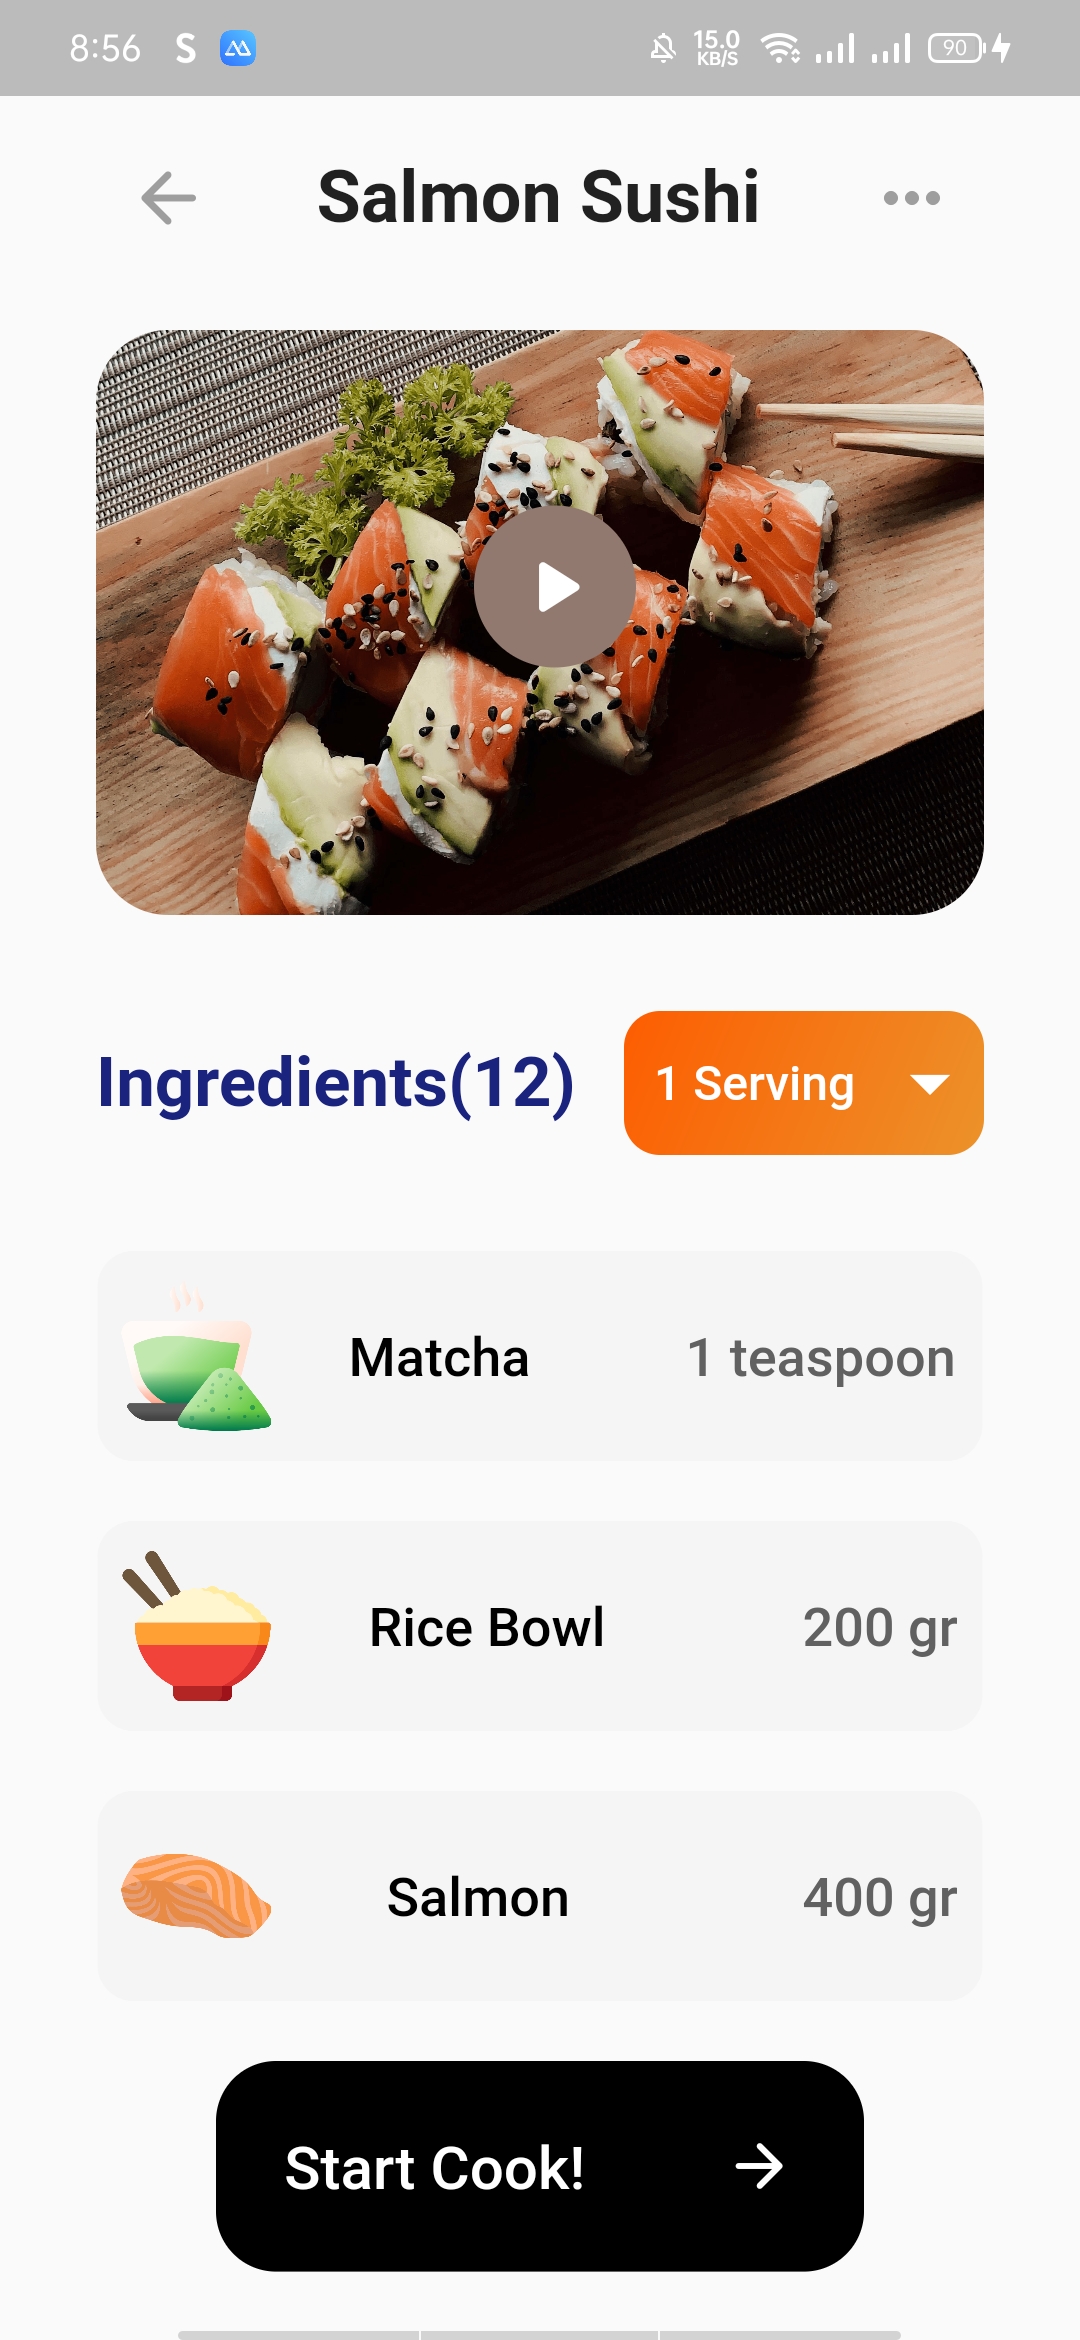 8:56 S 15.0 KB/S 90
Salmon Sushi
Ingredients(12)
1 Serving
Matcha 1 teaspoon
Rice Bowl 200 gr
Salmon 400 gr
Start Cook!